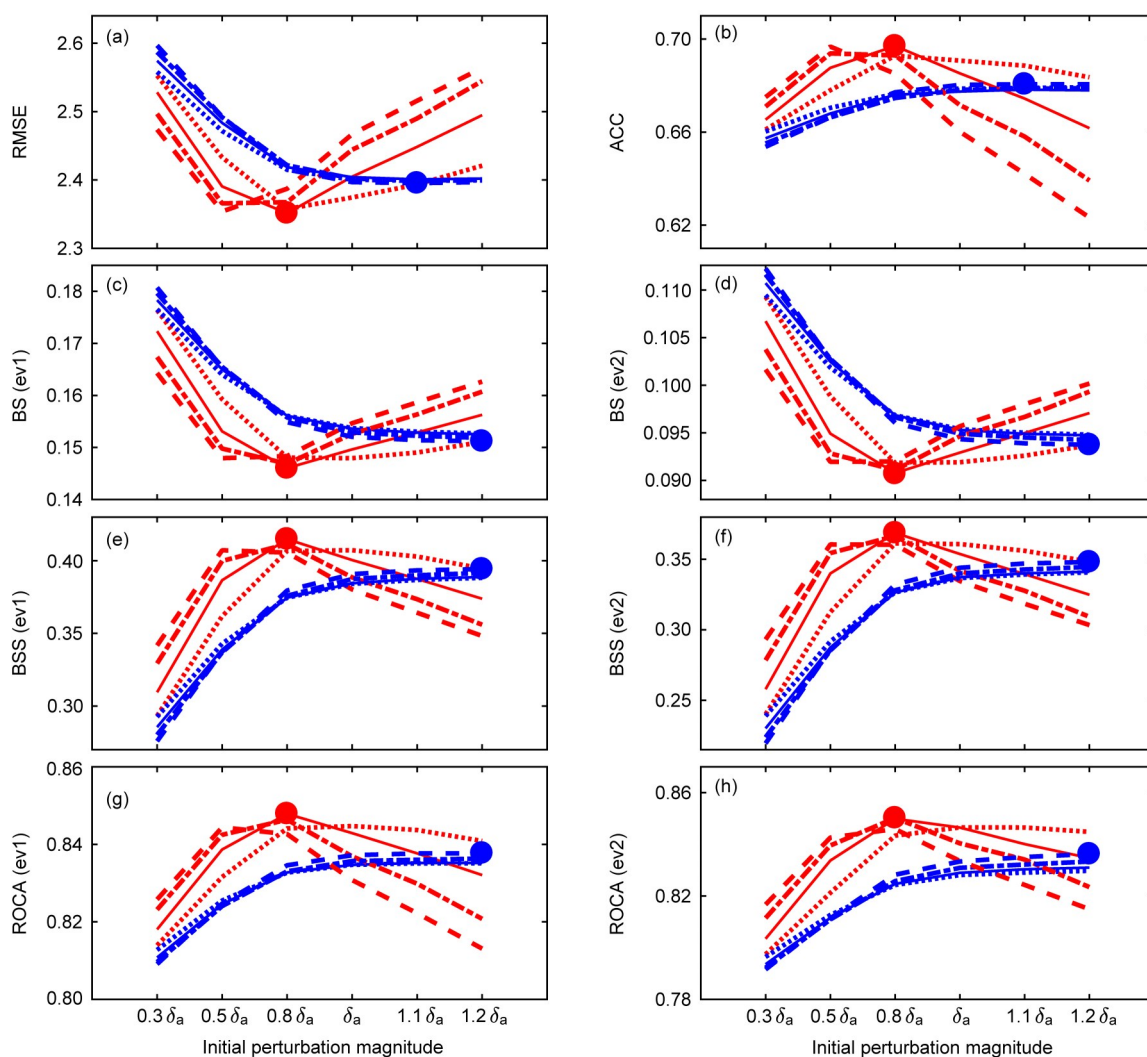 (a)
RMSE
2.6
2.5
2.4
2.3
(b)
ACC
0.70
0.66
0.62
(c)
BS (ev1)
0.18
0.17
0.16
0.15
0.14
(d)
BS (ev2)
0.110
0.105
0.100
0.095
0.090
(e)
BSS (ev1)
0.40
0.35
0.30
(f)
BSS (ev2)
0.35
0.30
0.25
(g)
ROCA (ev1)
0.86
0.84
0.82
0.80
0.3 δa 0.5 δa 0.8 δa δa 1.1 δa 1.2 δa
Initial perturbation magnitude
(h)
ROCA (ev2)
0.86
0.82
0.78
0.3 δa 0.5 δa 0.8 δa δa 1.1 δa 1.2 δa
Initial perturbation magnitude